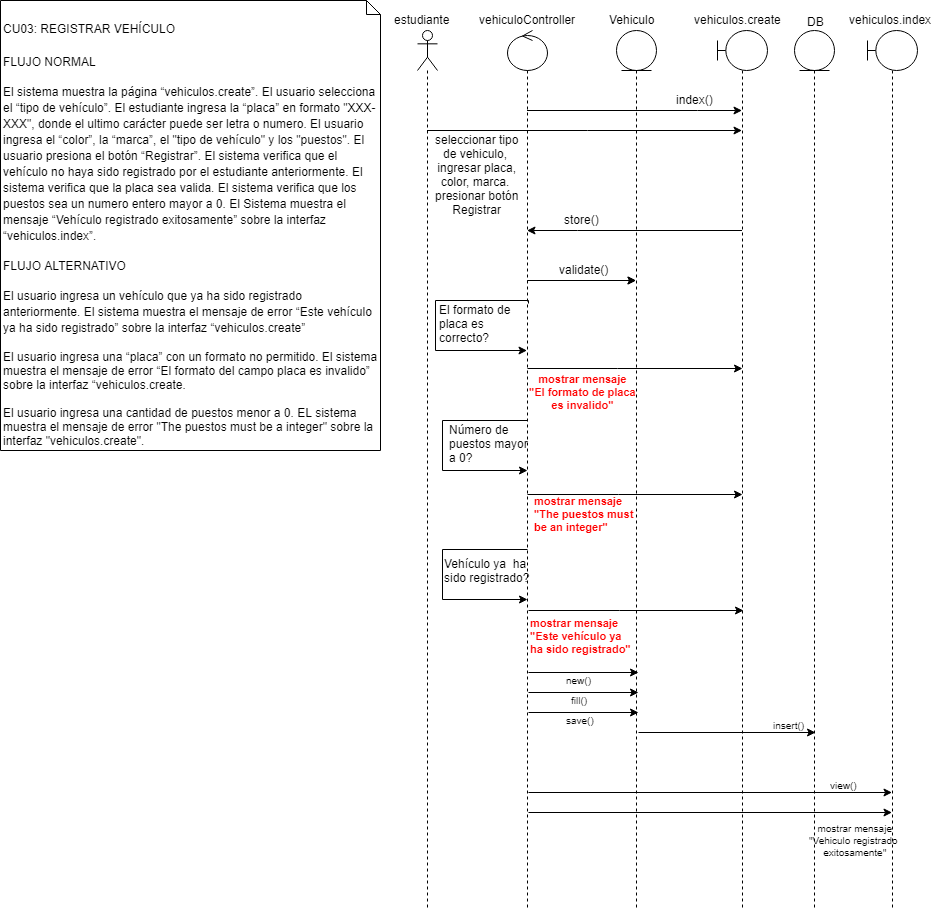 CU03: REGISTRAR VEHÍCULO
FLUJO NORMAL
El sistema muestra la página “vehiculos.create”. El usuario selecciona
el “tipo de vehículo”. El estudiante ingresa la “placa” en formato "XXX-
XXX", donde el ultimo carácter puede ser letra o numero. El usuario
ingresa el “color”, la “marca”, el "tipo de vehículo" y los "puestos". El
usuario presiona el botón “Registrar”. El sistema verifica que el
vehículo no haya sido registrado por el estudiante anteriormente. El
sistema verifica que la placa sea valida. El sistema verifica que los
puestos sea un numero entero mayor a 0. El Sistema muestra el
mensaje “Vehículo registrado exitosamente” sobre la interfaz
“vehiculos.index”.
FLUJO ALTERNATIVO
El usuario ingresa un vehículo que ya ha sido registrado
anteriormente. El sistema muestra el mensaje de error “Este vehículo
ya ha sido registrado” sobre la interfaz “vehiculos.create”
El usuario ingresa una “placa” con un formato no permitido. El sistema
muestra el mensaje de error “El formato del campo placa es invalido”
sobre la interfaz “vehiculos.create.
El usuario ingresa una cantidad de puestos menor a 0. EL sistema
muestra el mensaje de error "The puestos must be a integer" sobre la
interfaz "vehiculos.create".
estudiante
vehiculoController
Vehiculo
vehiculos.create
DB
vehiculos.index
index()
seleccionar tipo
de vehiculo,
ingresar placa,
color, marca.
presionar botón
Registrar
store()
validate()
El formato de
placa es
correcto?
mostrar mensaje
"El formato de placa
es invalido"
Número de
puestos mayor
a 0?
mostrar mensaje
"The puestos must
be an integer"
Vehículo ya ha
sido registrado?
mostrar mensaje
"Este vehículo ya
ha sido registrado"
new()
fill()
save()
insert()
view()
mostrar mensaje
"Vehiculo registrado
exitosamente"